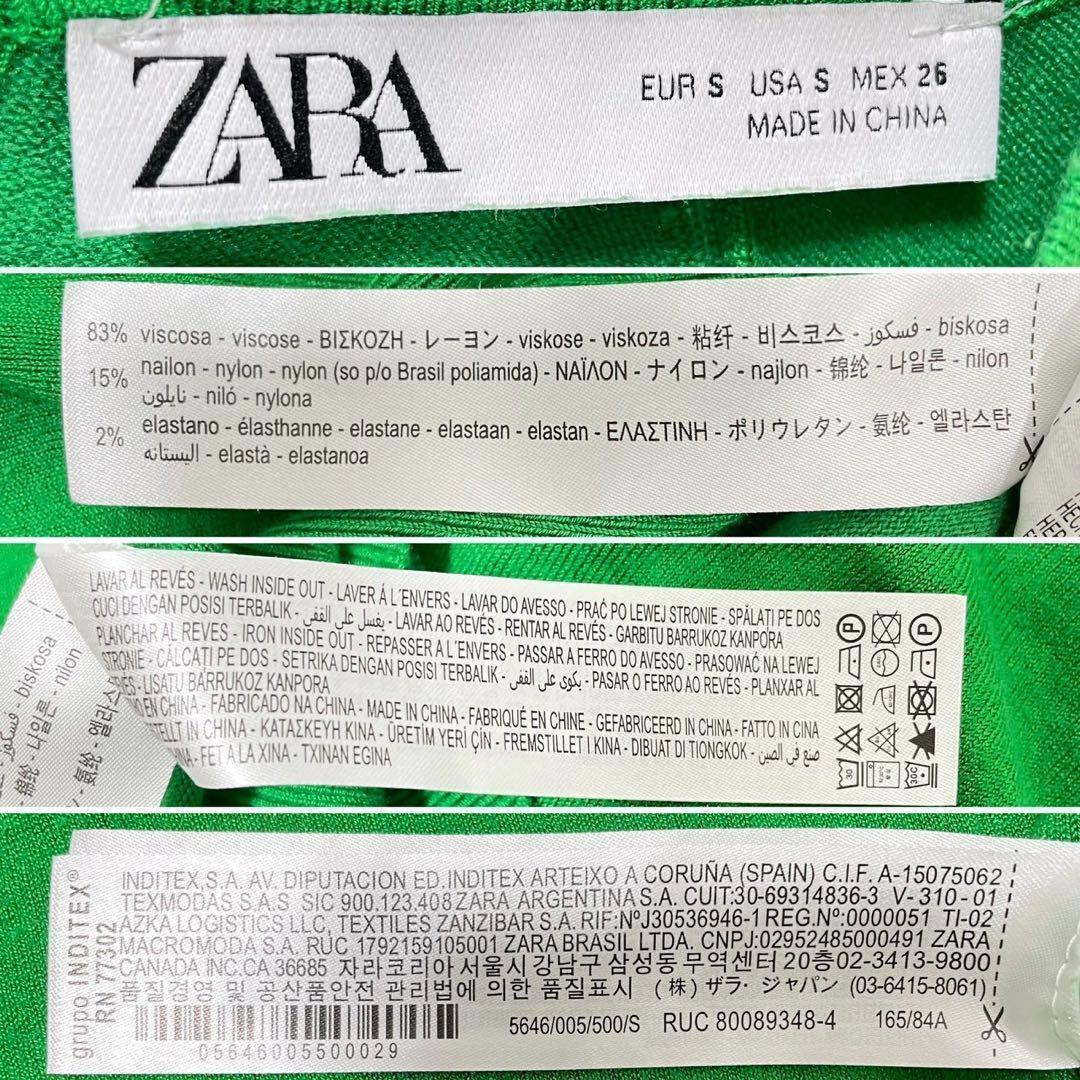 ZARA
EUR S USA S MEX 26
MADE IN CHINA
83% viscosa - viscose - ΒΙΣΚΟΖΗ - レーヨン - viskose - viskoza - 粘纤 - 비스코스 - فسكوز - biskosa
15% nailon - nylon - nylon (so p/o Brasil poliamida) - ΝΑΪΛΟΝ - ナイロン - najlon - 锦纶 - 나일론 - nilon
نايلون - niló - nylona
2% elastano - élasthanne - elastane - elastaan - elastan - ΕΛΑΣΤΙΝΗ - ポリウレタン - 氨纶 - 엘라스탄
اليستانه - elastà - elastanoa
LAVAR AL REVÉS - WASH INSIDE OUT - LAVER Á L´ENVERS - LAVAR DO AVESSO - PRAĆ PO LEWEJ STRONIE - SPĂLAȚI PE DOS
CUCI DENGAN POSISI TERBALIK - يغسل على القفى - LAVAR AO REVÉS - RENTAR AL REVÉS - GARBITU BARRUKOZ KANPORA
PLANCHAR AL REVES - IRON INSIDE OUT - REPASSER A L´ENVERS - PASSAR A FERRO DO AVESSO - PRASOWAĆ NA LEWEJ
STRONIE - CĂLCAȚI PE DOS - SETRIKA DENGAN POSISI TERBALIK - يكوى على القفى - PASAR O FERRO AO REVÉS - PLANXAR AL
- LISATU BARRUKOZ KANPORA
EN CHINA - FABRICADO NA CHINA - MADE IN CHINA - FABRIQUÉ EN CHINE - GEFABRICEERD IN CHINA - FATTO IN CINA
IN CHINA - ΚΑΤΑΣΚΕΥΗ ΚΙΝΑ - ÜRETİM YERİ ÇİN - FREMSTILLET I KINA - DIBUAT DI TIONGKOK - صنع في الصين
- FET A LA XINA - TXINAN EGINA
biskosa
나일론 - nilon
grupo INDITEX®
RN 77302
INDITEX,S.A. AV. DIPUTACION ED.INDITEX ARTEIXO A CORUÑA (SPAIN) C.I.F. A-15075062
TEXMODAS S.A.S SIC 900.123.408 ZARA ARGENTINA S.A. CUIT:30-69314836-3 V-310-01
AZKA LOGISTICS LLC, TEXTILES ZANZIBAR S.A. RIF:NºJ30536946-1 REG.Nº:0000051 TI-02
MACROMODA S.A. RUC 1792159105001 ZARA BRASIL LTDA. CNPJ:02952485000491 ZARA
CANADA INC.CA 36685 자라코리아 서울시 강남구 삼성동 무역센터 20층02-3413-9800
품질경영 및 공산품안전 관리법에 의한 품질표시 (株) ザラ・ジャパン (03-6415-8061)
5646/005/500/S RUC 80089348-4 165/84A
05646005500029